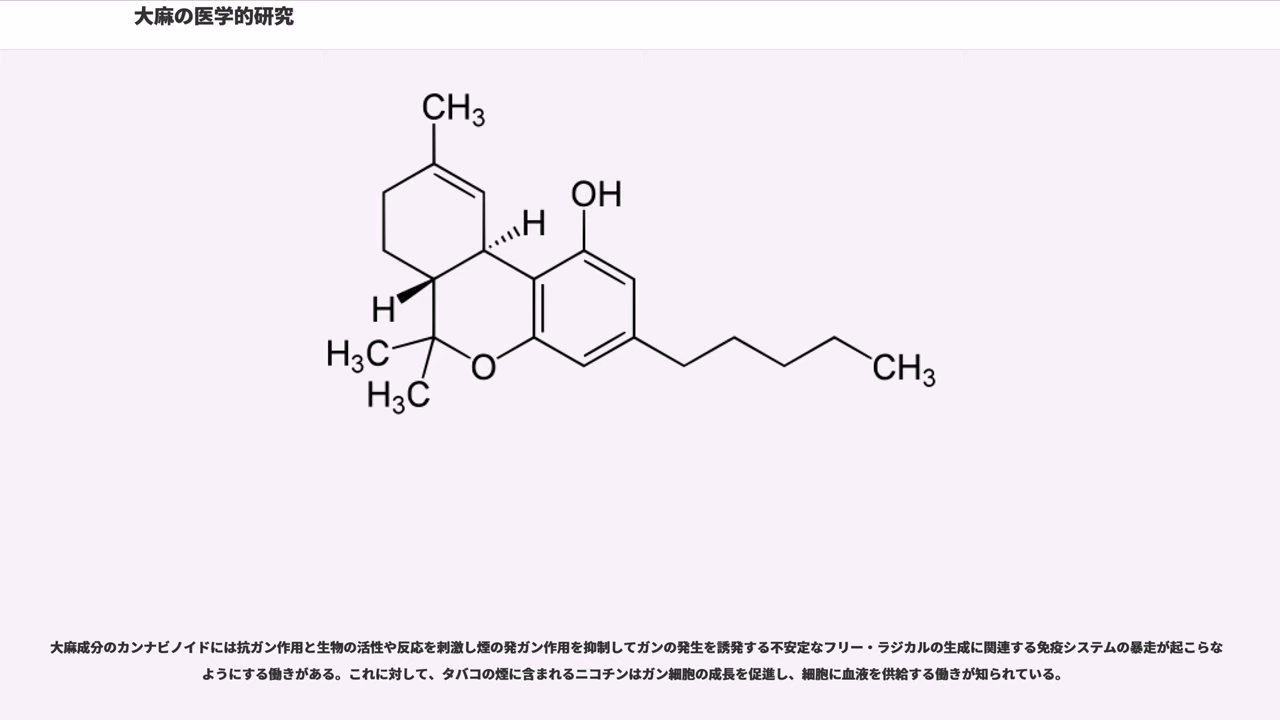 大麻の医学的研究
CH3
OH
H
H
H3C
O
CH3
H3C
大麻成分のカンナビノイドには抗ガン作用と生物の活性や反応を刺激し煙の発ガン作用を抑制してガンの発生を誘発する不安定なフリー・ラジカルの生成に関連する免疫システムの暴走が起こらな
ようにする働きがある。これに対して、タバコの煙に含まれるニコチンはガン細胞の成長を促進し、細胞に血液を供給する働きが知られている。